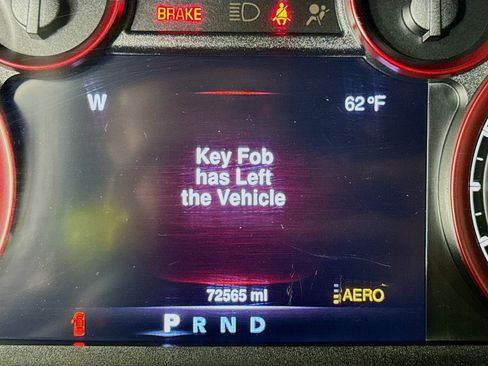 BRAKE
W
62°F
Key Fob
has Left
the Vehicle
72565 mi
AERO
P R N D